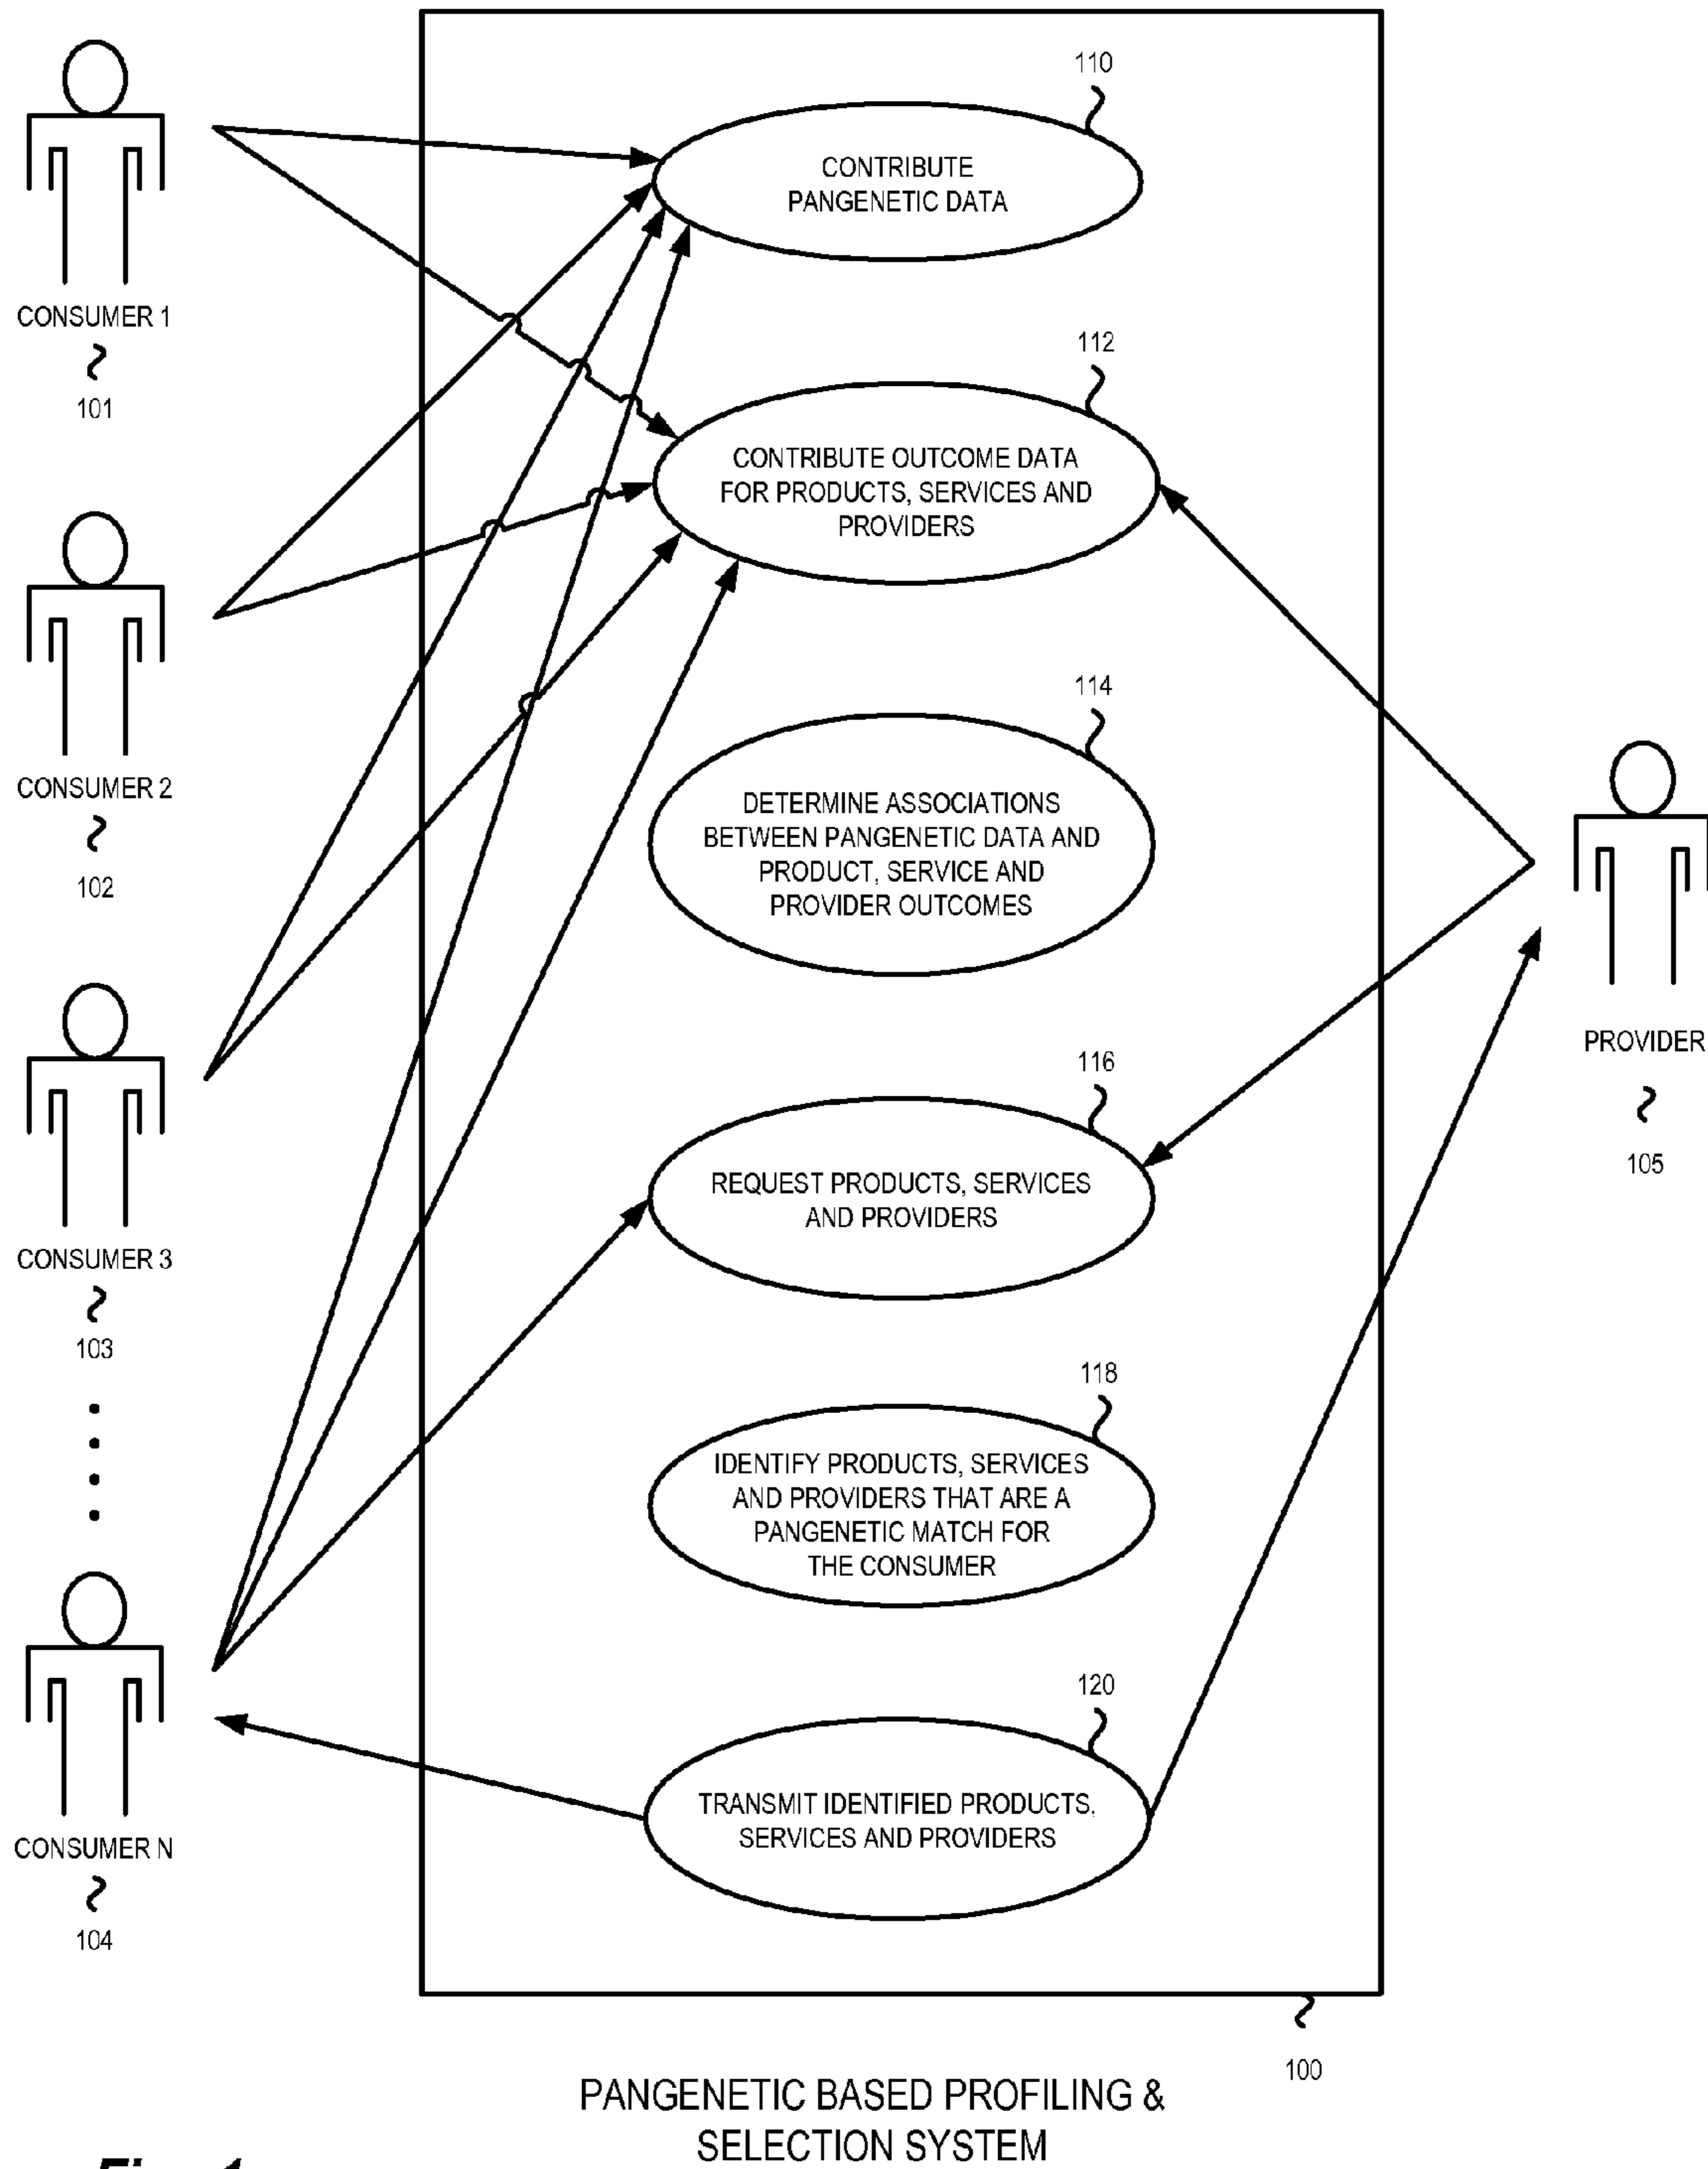 110
CONTRIBUTE
PANGENETIC DATA
CONSUMER 1
101
112
CONTRIBUTE OUTCOME DATA
FOR PRODUCTS, SERVICES AND
PROVIDERS
CONSUMER 2
102
114
DETERMINE ASSOCIATIONS
BETWEEN PANGENETIC DATA AND
PRODUCT, SERVICE AND
PROVIDER OUTCOMES
PROVIDER
105
CONSUMER 3
103
116
REQUEST PRODUCTS, SERVICES
AND PROVIDERS
118
IDENTIFY PRODUCTS, SERVICES
AND PROVIDERS THAT ARE A
PANGENETIC MATCH FOR
THE CONSUMER
CONSUMER N
104
120
TRANSMIT IDENTIFIED PRODUCTS,
SERVICES AND PROVIDERS
100
PANGENETIC BASED PROFILING &
SELECTION SYSTEM